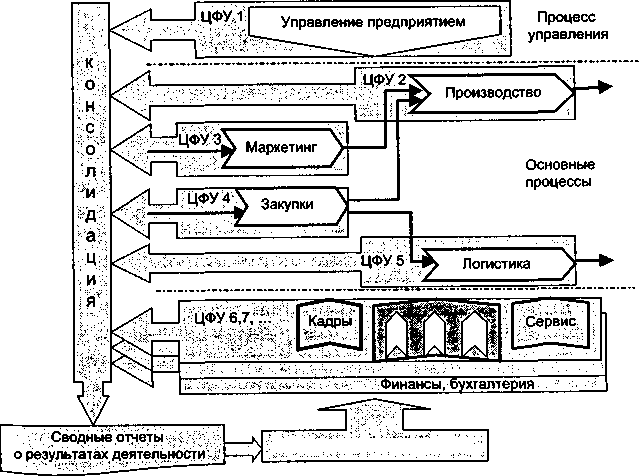 ЦФУ 1
Управление предприятием
Процесс
управления
КОНСОЛИДАЦИЯ
ЦФУ 2
Производство
ЦФУ 3
Маркетинг
Основные
процессы
ЦФУ 4
Закупки
ЦФУ 5
Логистика
ЦФУ 6,7, ...
Кадры
Сервис
Финансы, бухгалтерия
Сводные отчеты
о результатах деятельности